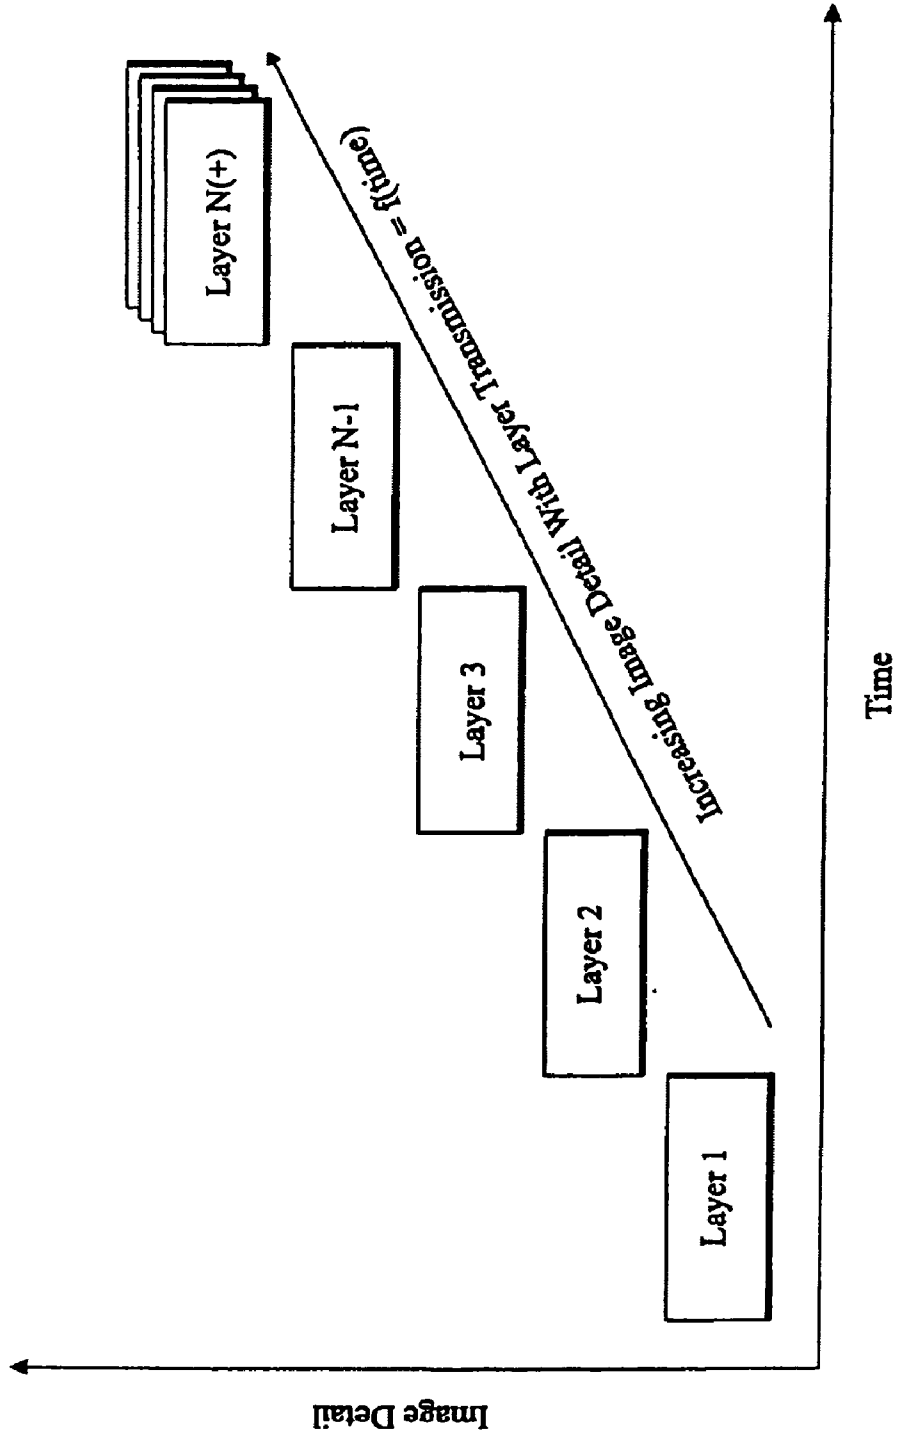 Image Detail
Layer 1
Layer 2
Layer 3
Layer N-1
Layer N(+)
Increasing Image Detail With Layer Transmission = f(time)
Time